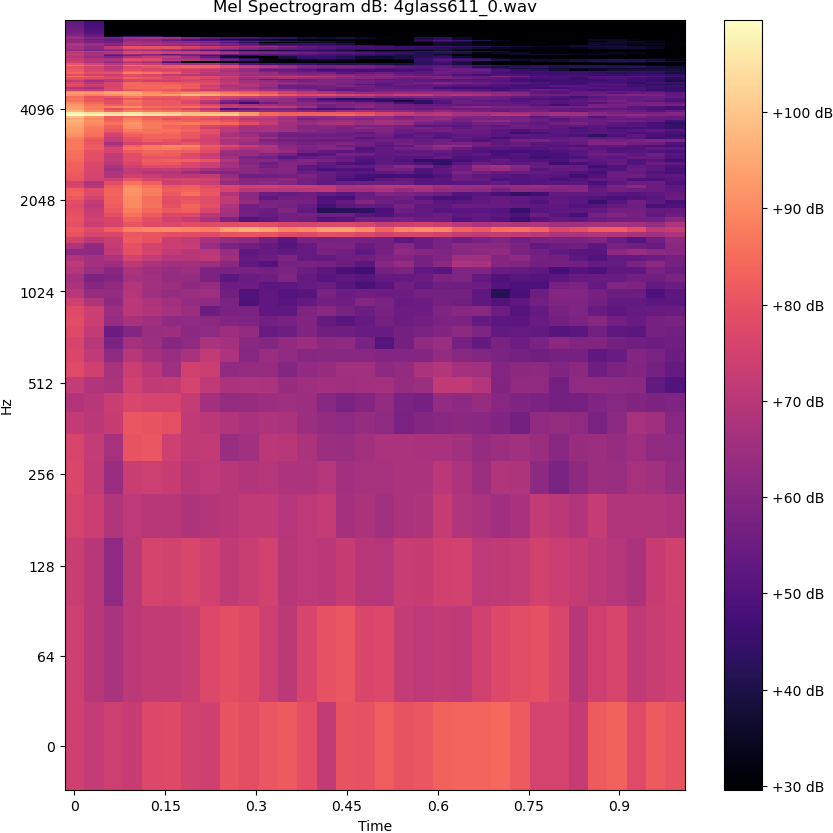 Mel Spectrogram dB: 4glass611_0.wav
4096
2048
1024
512
256
128
64
0
Hz
0
0.15
0.3
0.45
0.6
0.75
0.9
Time
+100 dB
+90 dB
+80 dB
+70 dB
+60 dB
+50 dB
+40 dB
+30 dB